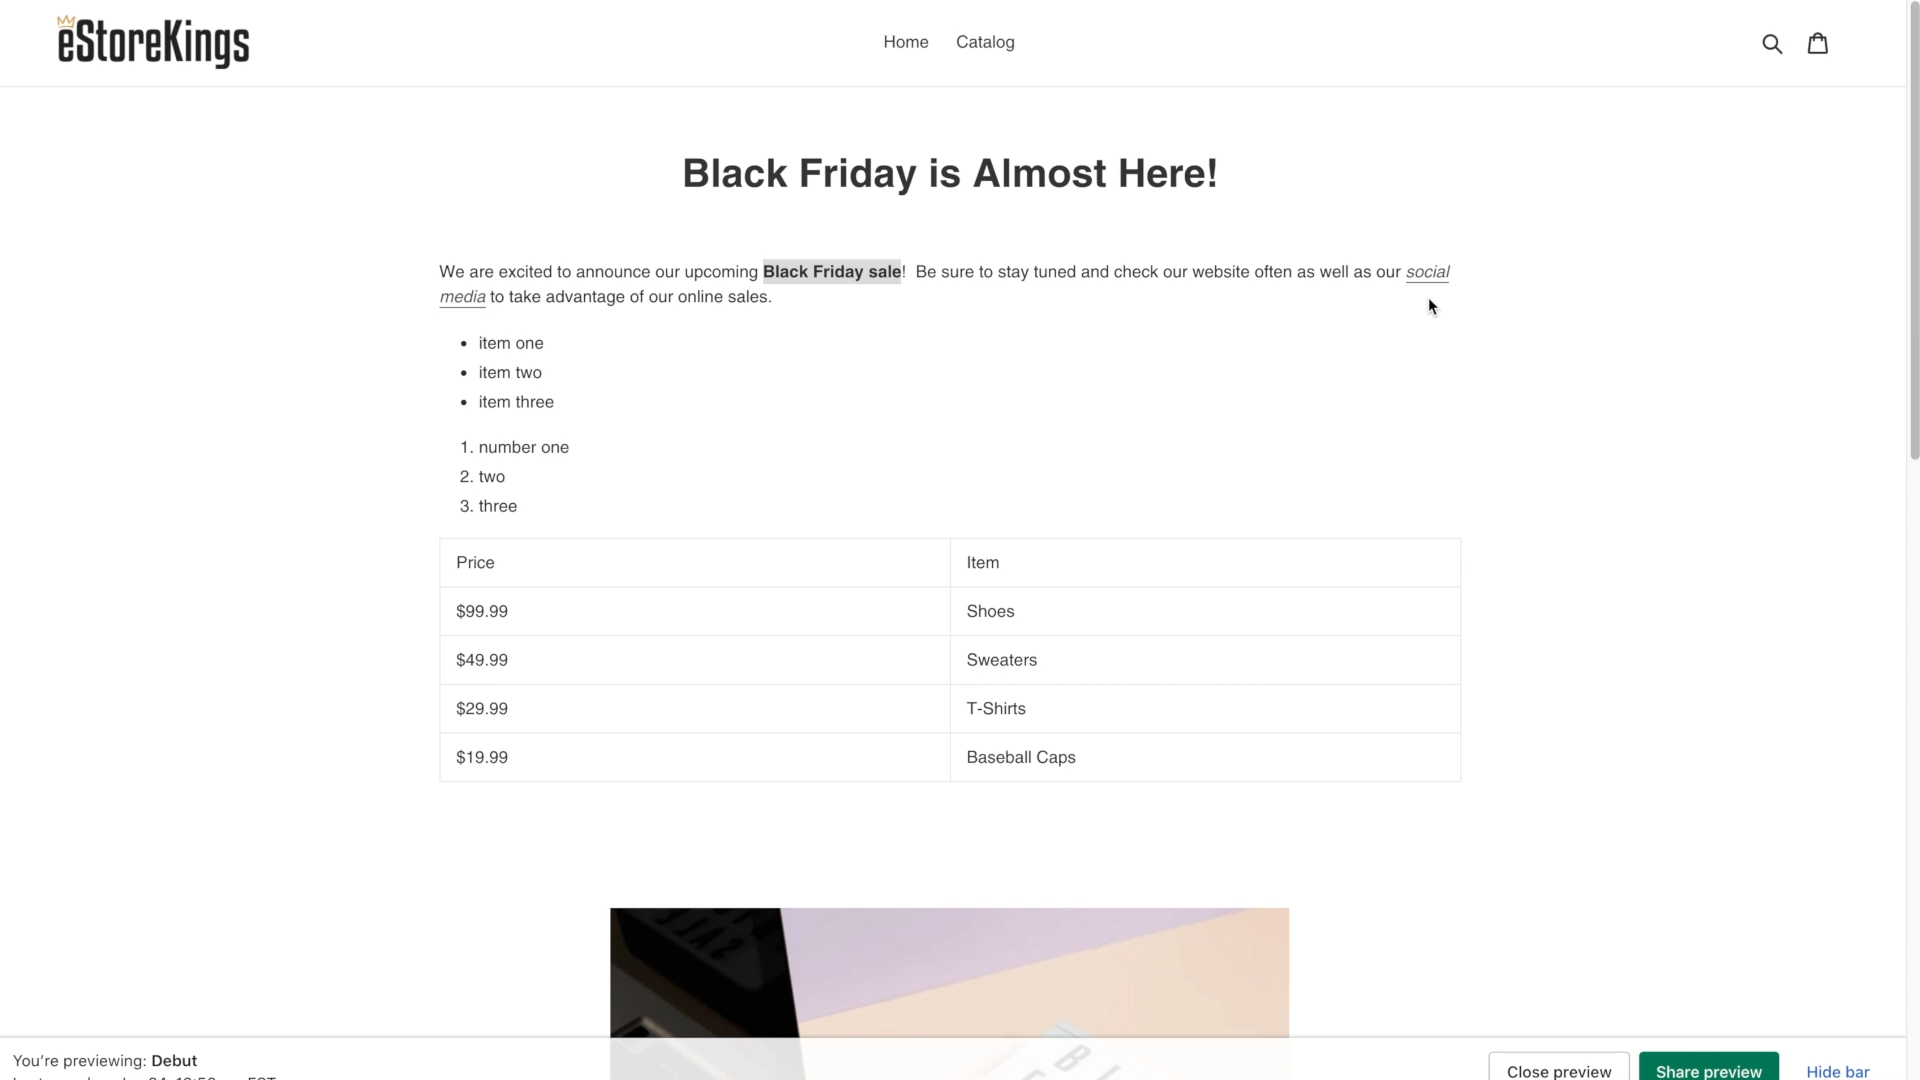 eStoreKings
Home Catalog
Black Friday is Almost Here!
We are excited to announce our upcoming Black Friday sale!  Be sure to stay tuned and check our website often as well as our social
media to take advantage of our online sales.
• item one
• item two
• item three
1. number one
2. two
3. three
Price Item
$99.99 Shoes
$49.99 Sweaters
$29.99 T-Shirts
$19.99 Baseball Caps
You're previewing: Debut
Close preview Share preview Hide bar